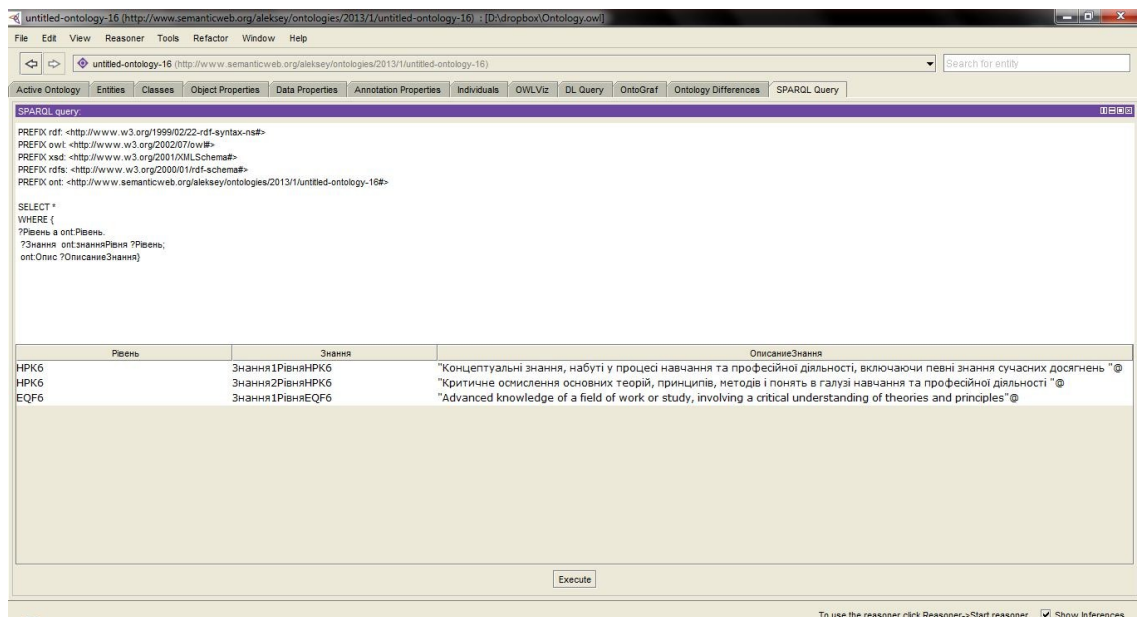 untitled-ontology-16 (http://www.semanticweb.org/aleksey/ontologies/2013/1/untitled-ontology-16) : [D:\dropbox\Ontology.owl]
File Edit View Reasoner Tools Refactor Window Help
untitled-ontology-16 (http://www.semanticweb.org/aleksey/ontologies/2013/1/untitled-ontology-16) Search for entity
Active Ontology Entities Classes Object Properties Data Properties Annotation Properties Individuals OWLViz DL Query OntoGraf Ontology Differences SPARQL Query
SPARQL query:
PREFIX rdf: <http://www.w3.org/1999/02/22-rdf-syntax-ns#>
PREFIX owl: <http://www.w3.org/2002/07/owl#>
PREFIX xsd: <http://www.w3.org/2001/XMLSchema#>
PREFIX rdfs: <http://www.w3.org/2000/01/rdf-schema#>
PREFIX ont: <http://www.semanticweb.org/aleksey/ontologies/2013/1/untitled-ontology-16#>
SELECT *
WHERE {
?Рівень a ont:Рівень.
?Знання ont:знанняРівня ?Рівень;
ont:Опис ?ОписаниеЗнання}
Рівень Знання ОписаниеЗнання
НРК6 Знання1РівняНРК6 "Концептуальні знання, набуті у процесі навчання та професійної діяльності, включаючи певні знання сучасних досягнень "@
НРК6 Знання2РівняНРК6 "Критичне осмислення основних теорій, принципів, методів і понять в галузі навчання та професійної діяльності "@
EQF6 Знання1РівняEQF6 "Advanced knowledge of a field of work or study, involving a critical understanding of theories and principles"@
Execute
To use the reasoner click Reasoner->Start reasoner Show Inferences